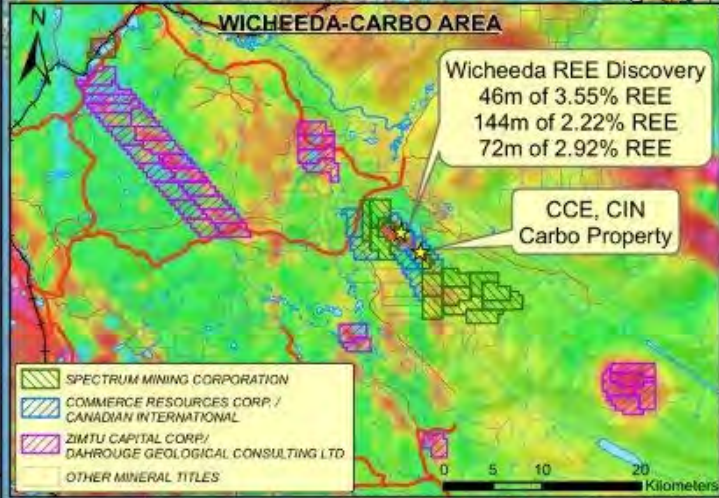 WICHEEDA-CARBO AREA
N
Wicheeda REE Discovery
46m of 3.55% REE
144m of 2.22% REE
72m of 2.92% REE
CCE, CIN
Carbo Property
SPECTRUM MINING CORPORATION
COMMERCE RESOURCES CORP. /
CANADIAN INTERNATIONAL
ZIMTU CAPITAL CORP./
DAHROUGE GEOLOGICAL CONSULTING LTD
OTHER MINERAL TITLES
0 5 10 20
Kilometers